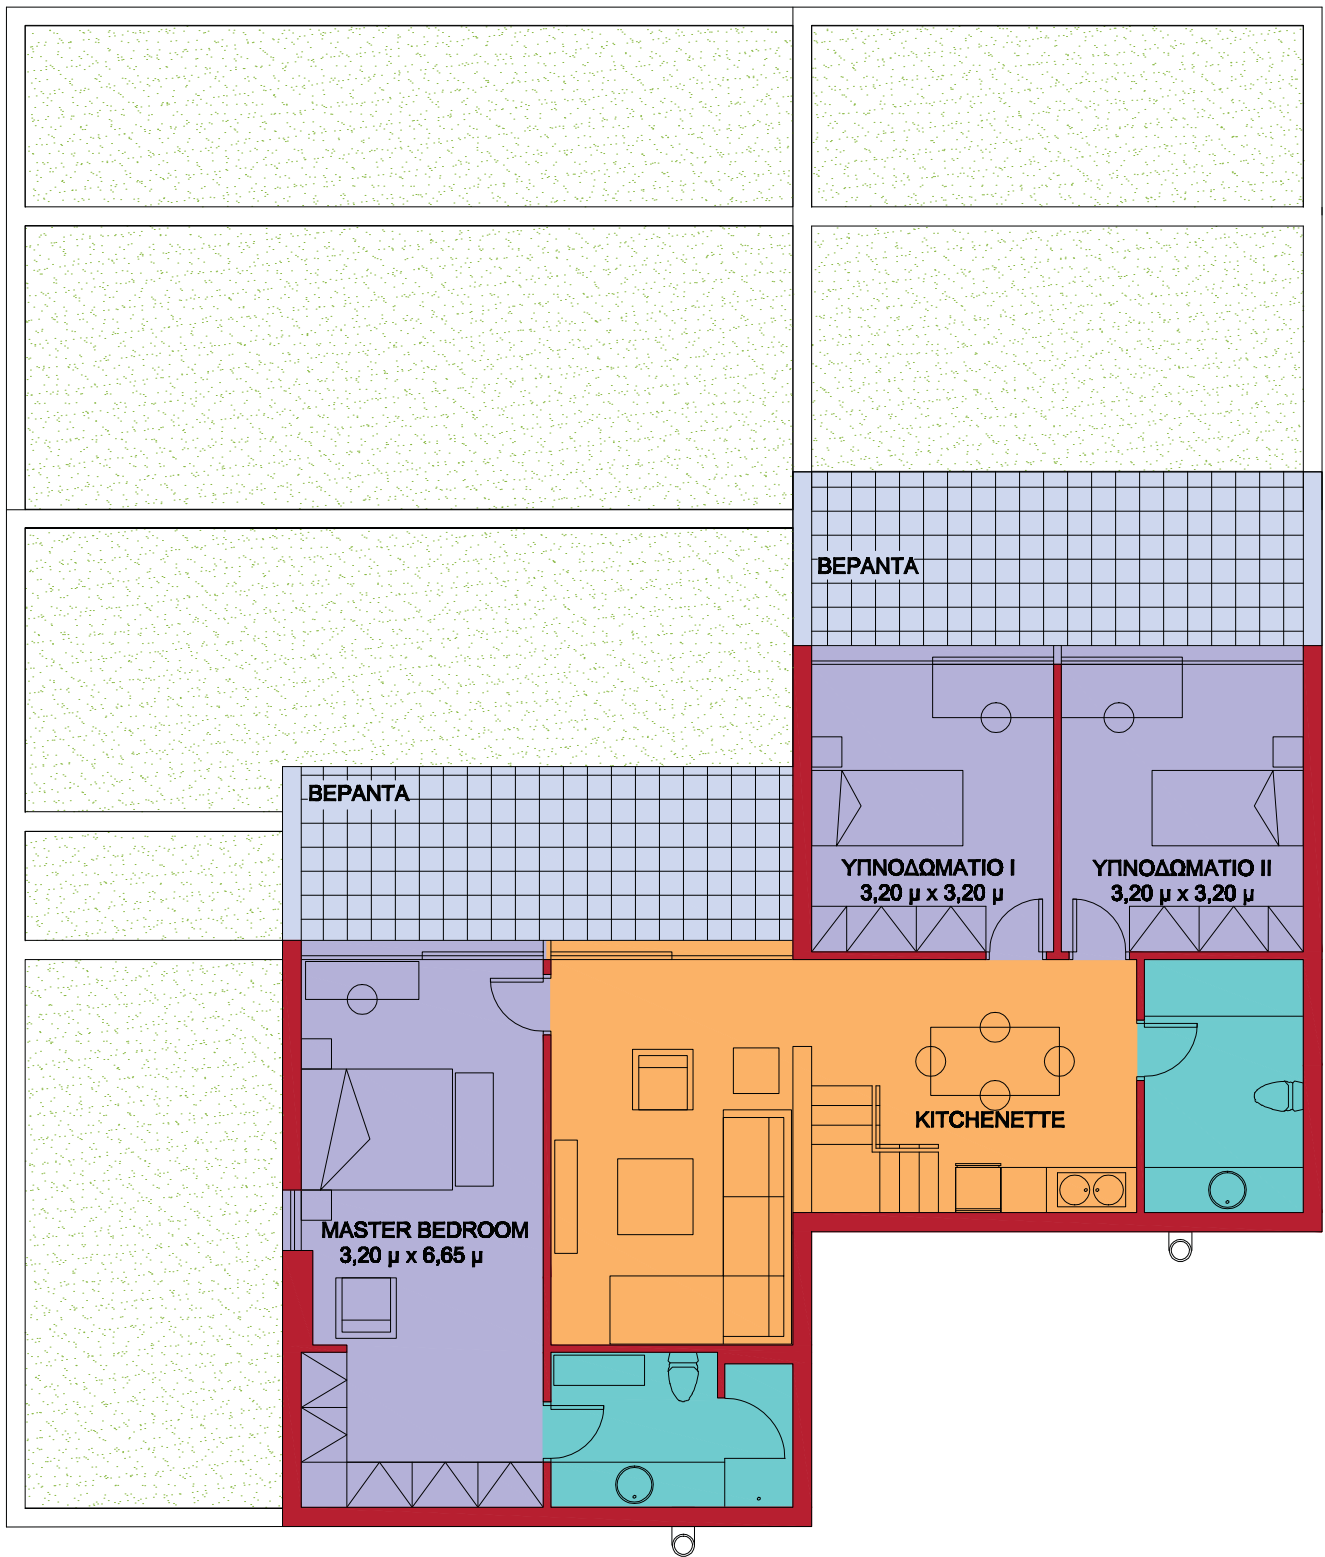 ΒΕΡΑΝΤΑ
ΒΕΡΑΝΤΑ
ΥΠΝΟΔΩΜΑΤΙΟ Ι
3,20 μ x 3,20 μ
ΥΠΝΟΔΩΜΑΤΙΟ ΙΙ
3,20 μ x 3,20 μ
KITCHENETTE
MASTER BEDROOM
3,20 μ x 6,65 μ